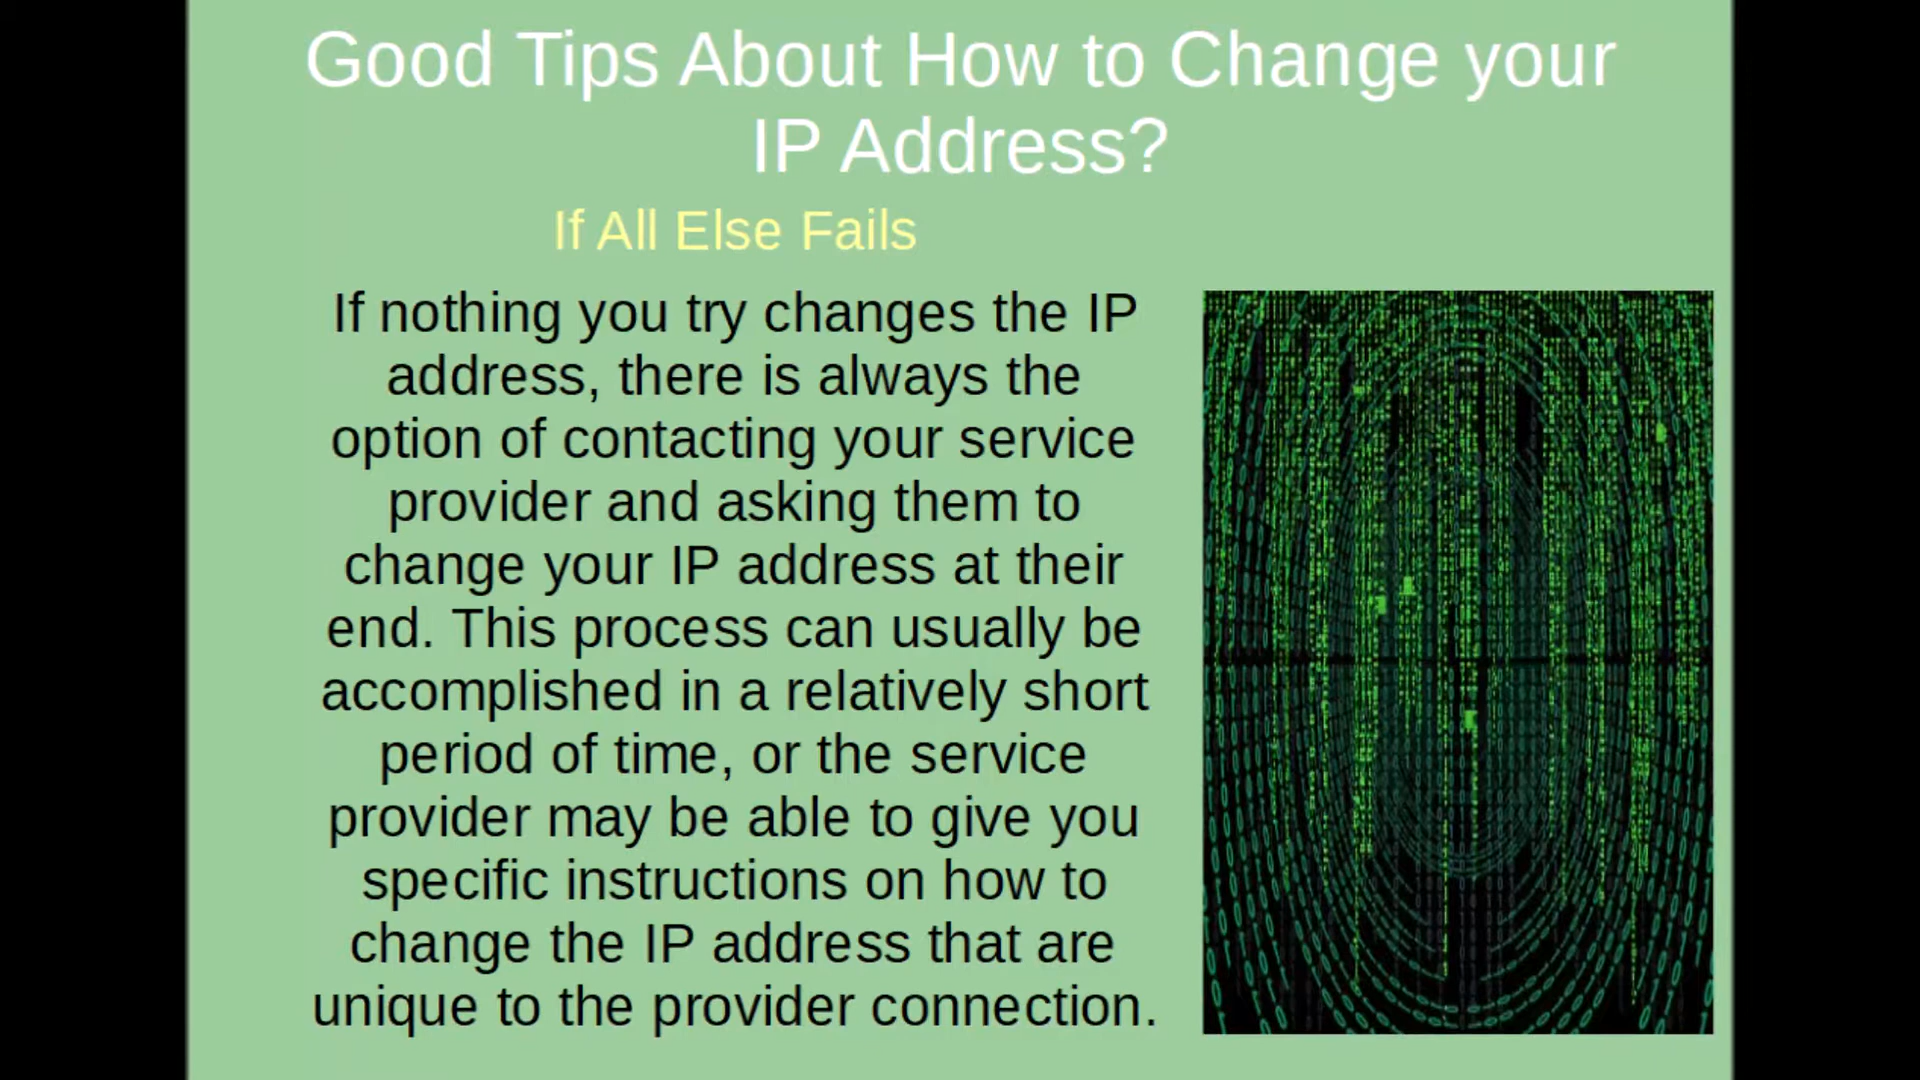 Good Tips About How to Change your
IP Address?
If All Else Fails
If nothing you try changes the IP
address, there is always the
option of contacting your service
provider and asking them to
change your IP address at their
end. This process can usually be
accomplished in a relatively short
period of time, or the service
provider may be able to give you
specific instructions on how to
change the IP address that are
unique to the provider connection.